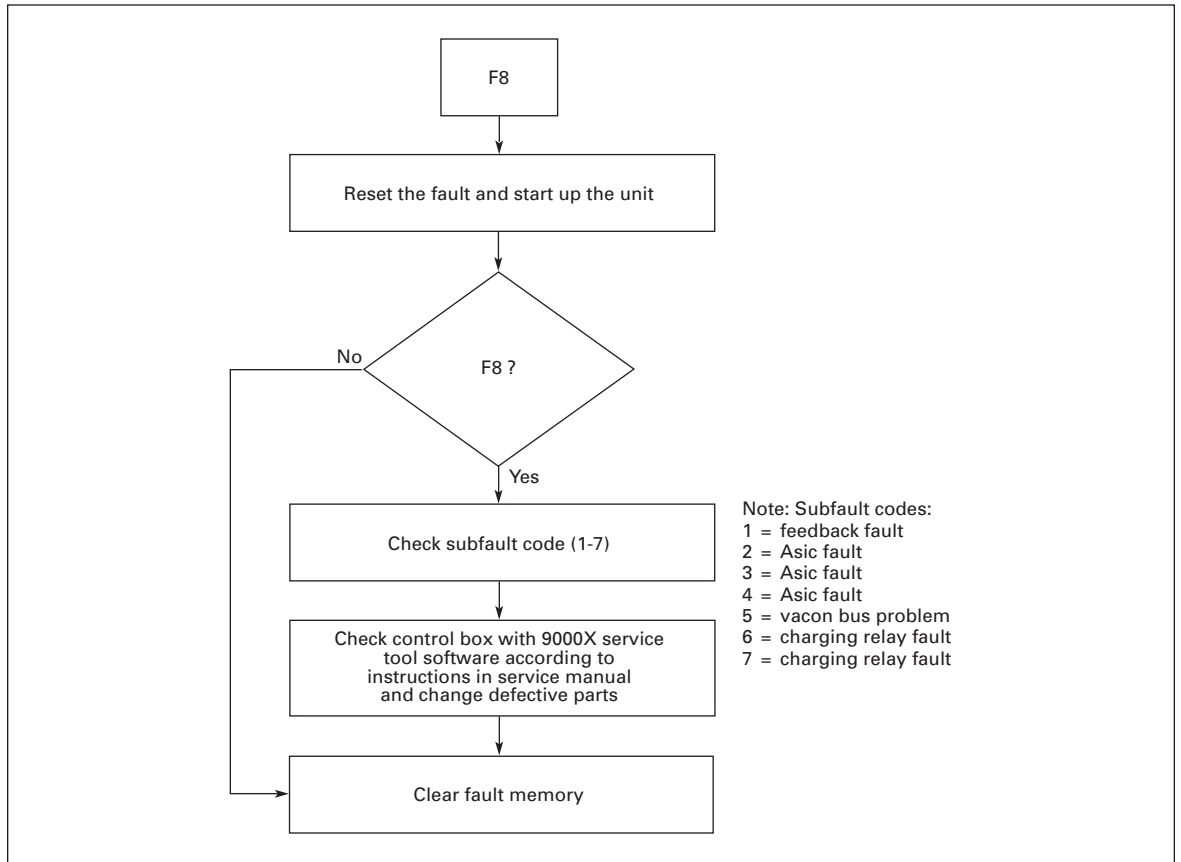 F8
Reset the fault and start up the unit
F8 ?
No
Yes
Check subfault code (1-7)
Note: Subfault codes:
1 = feedback fault
2 = Asic fault
3 = Asic fault
4 = Asic fault
5 = vacon bus problem
6 = charging relay fault
7 = charging relay fault
Check control box with 9000X service
tool software according to
instructions in service manual
and change defective parts
Clear fault memory